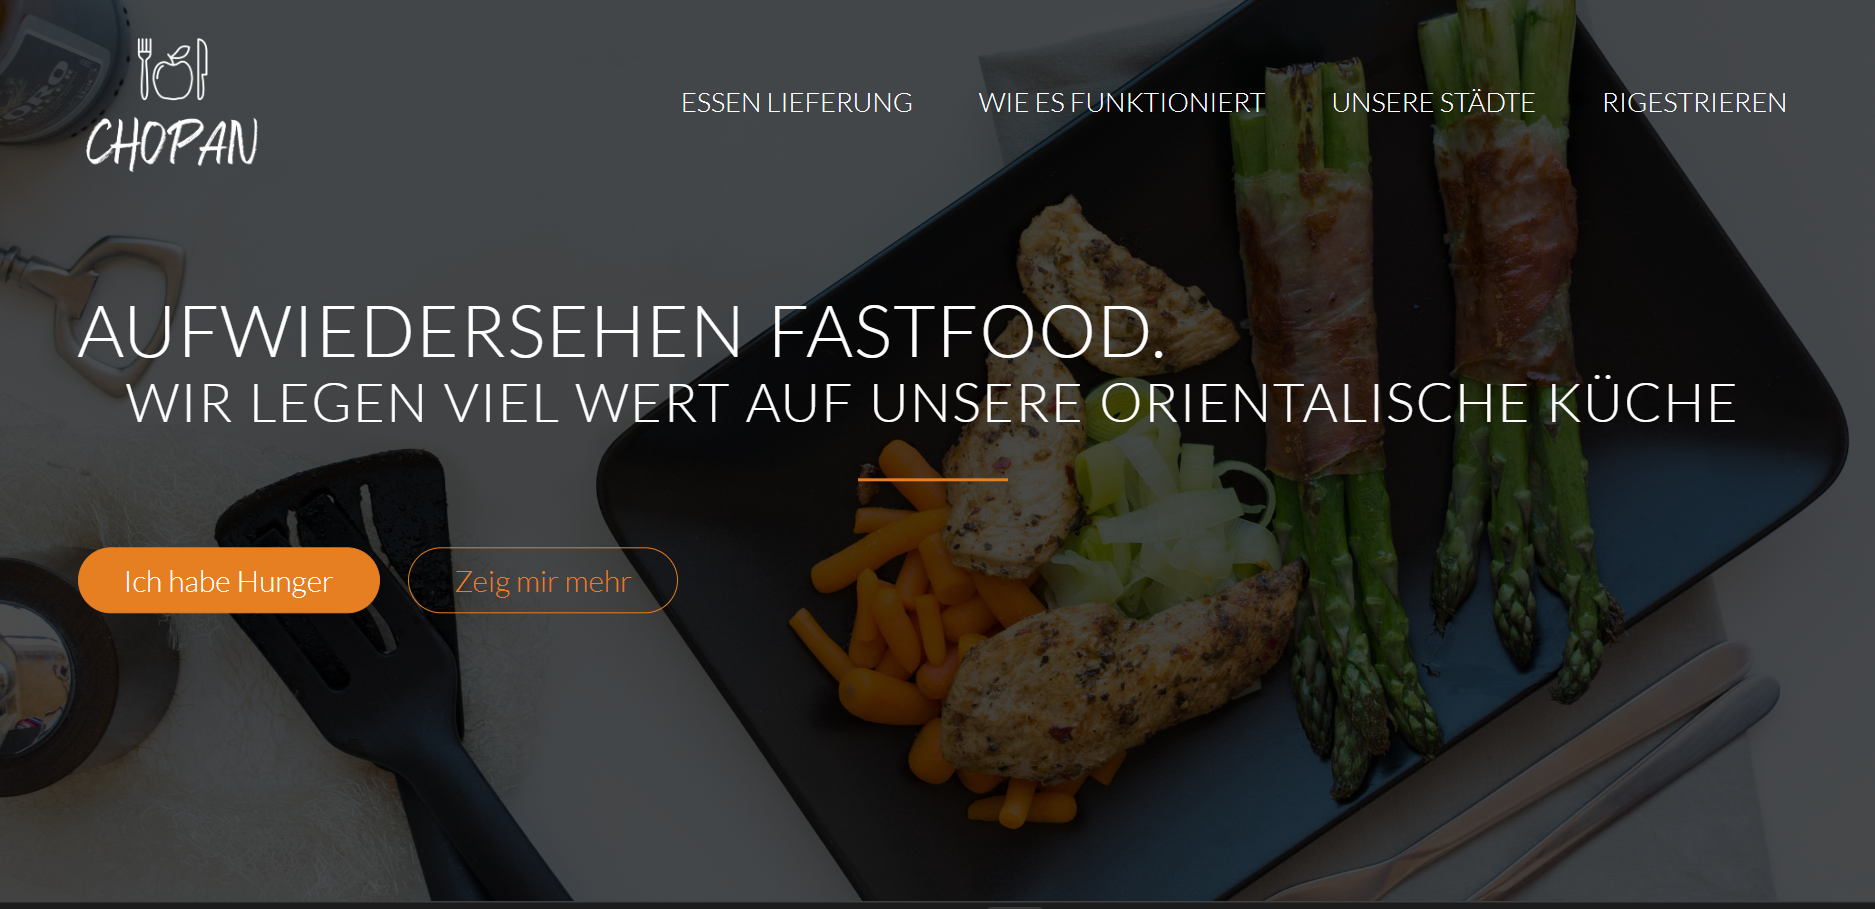 CHOPAN
ESSEN LIEFERUNG WIE ES FUNKTIONIERT UNSERE STÄDTE RIGESTRIEREN
AUFWIEDERSEHEN FASTFOOD.
WIR LEGEN VIEL WERT AUF UNSERE ORIENTALISCHE KÜCHE
Ich habe Hunger Zeig mir mehr